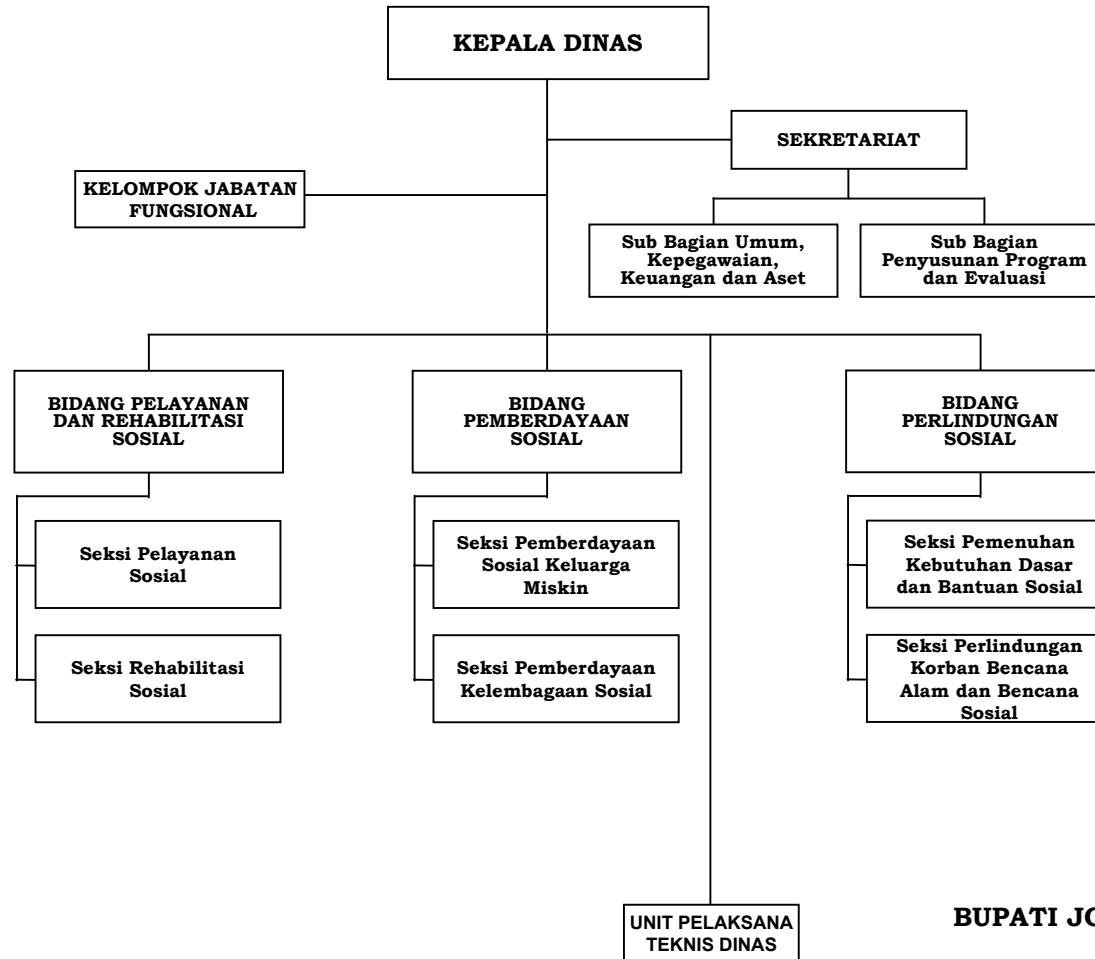 KEPALA DINAS
SEKRETARIAT
KELOMPOK JABATAN
FUNGSIONAL
Sub Bagian Umum,
Kepegawaian,
Keuangan dan Aset
Sub Bagian
Penyusunan Program
dan Evaluasi
BIDANG PELAYANAN
DAN REHABILITASI
SOSIAL
BIDANG
PEMBERDAYAAN
SOSIAL
BIDANG
PERLINDUNGAN
SOSIAL
Seksi Pelayanan
Sosial
Seksi Pemberdayaan
Sosial Keluarga
Miskin
Seksi Pemenuhan
Kebutuhan Dasar
dan Bantuan Sosial
Seksi Rehabilitasi
Sosial
Seksi Pemberdayaan
Kelembagaan Sosial
Seksi Perlindungan
Korban Bencana
Alam dan Bencana
Sosial
UNIT PELAKSANA
TEKNIS DINAS
BUPATI